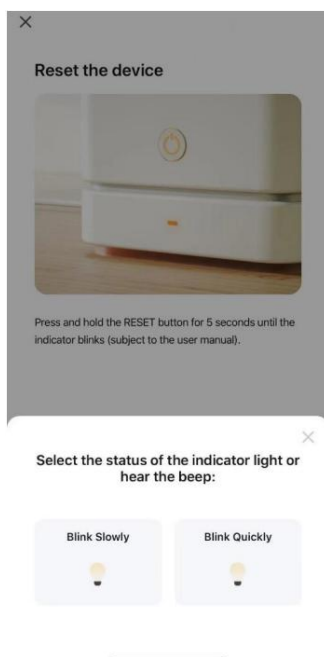 Reset the device
Press and hold the RESET button for 5 seconds until the
indicator blinks (subject to the user manual).
Select the status of the indicator light or
hear the beep:
Blink Slowly
Blink Quickly